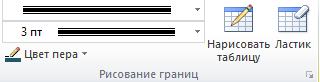 3 пт
Цвет пера
Нарисовать таблицу
Ластик
Рисование границ